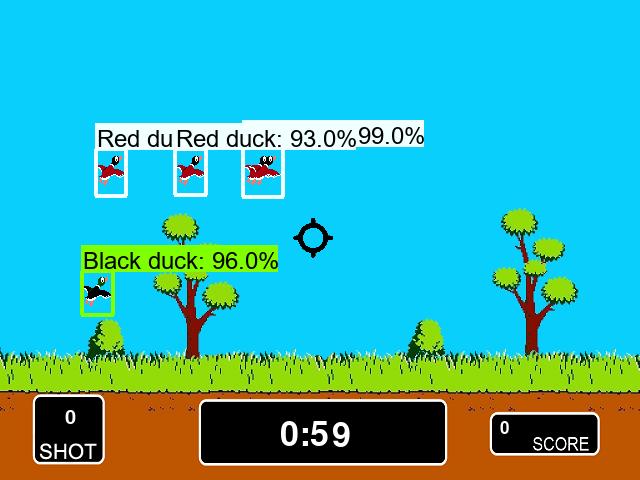 Red du
Red duck: 93.0%
99.0%
Black duck: 96.0%
0
SHOT
0:59
0
SCORE